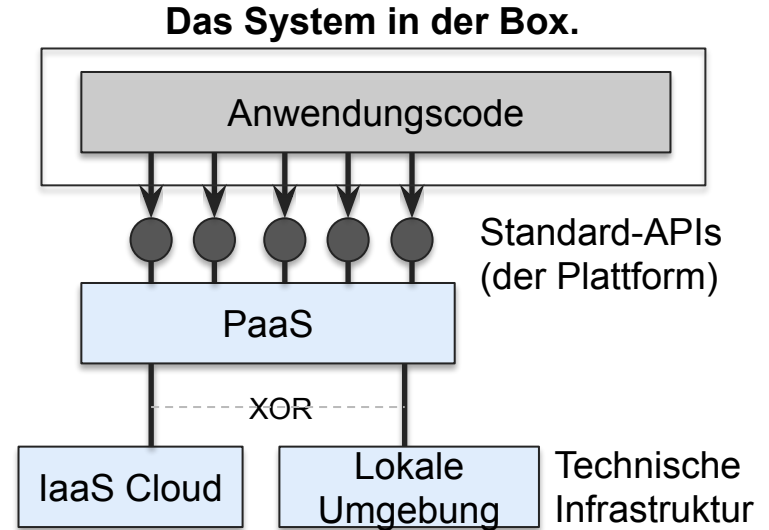 Das System in der Box.
Anwendungscode
Standard-APIs
(der Plattform)
PaaS
XOR
IaaS Cloud
Lokale
Umgebung
Technische
Infrastruktur